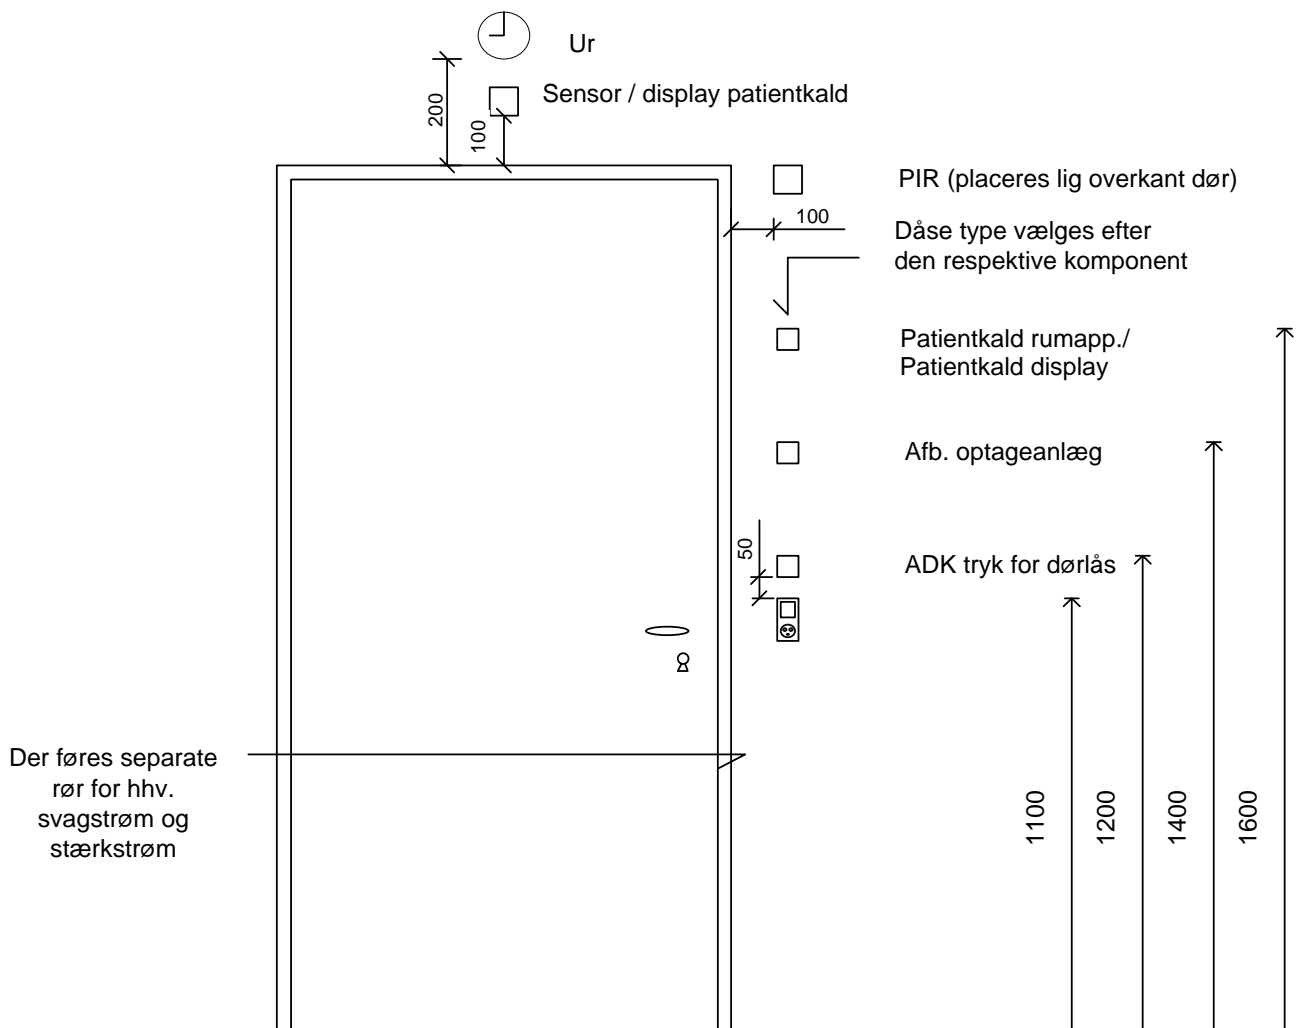 Ur
Sensor / display patientkald
200
100
PIR (placeres lig overkant dør)
100
Dåse type vælges efter
den respektive komponent
Patientkald rumapp./
Patientkald display
Afb. optageanlæg
50
ADK tryk for dørlås
Der føres separate
rør for hhv.
svagstrøm og
stærkstrøm
1100
1200
1400
1600